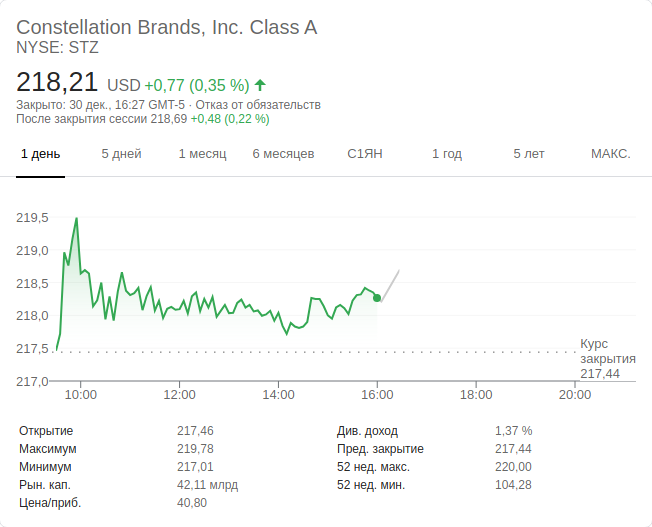 Constellation Brands, Inc. Class A
NYSE: STZ
218,21 USD +0,77 (0,35 %)
Закрыто: 30 дек., 16:27 GMT-5 · Отказ от обязательств
После закрытия сессии 218,69 +0,48 (0,22 %)
1 день 5 дней 1 месяц 6 месяцев С1ЯН 1 год 5 лет МАКС.
219,5
219,0
218,5
218,0
217,5
217,0
Курс
закрытия
217,44
10:00 12:00 14:00 16:00 18:00 20:00
Открытие 217,46 Див. доход 1,37 %
Максимум 219,78 Пред. закрытие 217,44
Минимум 217,01 52 нед. макс. 220,00
Рын. кап. 42,11 млрд 52 нед. мин. 104,28
Цена/приб. 40,80